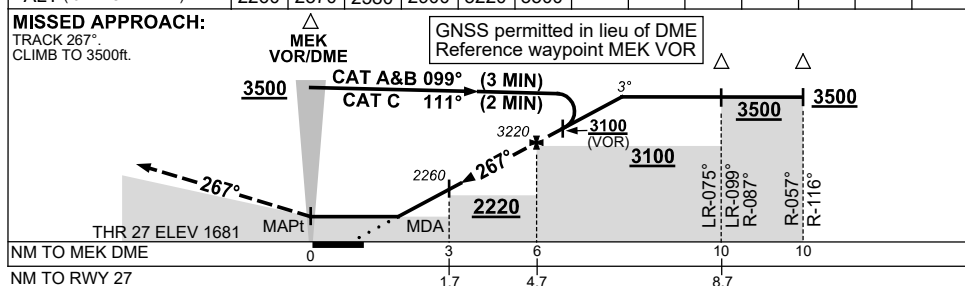 MISSED APPROACH:
TRACK 267°.
CLIMB TO 3500ft.
MEK
VOR/DME
GNSS permitted in lieu of DME
Reference waypoint MEK VOR
3500
CAT A&B 099° (3 MIN)
CAT C 111° (2 MIN)
3°
3500
3500
3220
3100
(VOR)
3100
267°
2260
2220
267°
LR-075°
LR-099°
R-087°
R-057°
R-116°
THR 27 ELEV 1681
MAPt
MDA
NM TO MEK DME
0 3 6 10 10
NM TO RWY 27
1.7 4.7 8.7